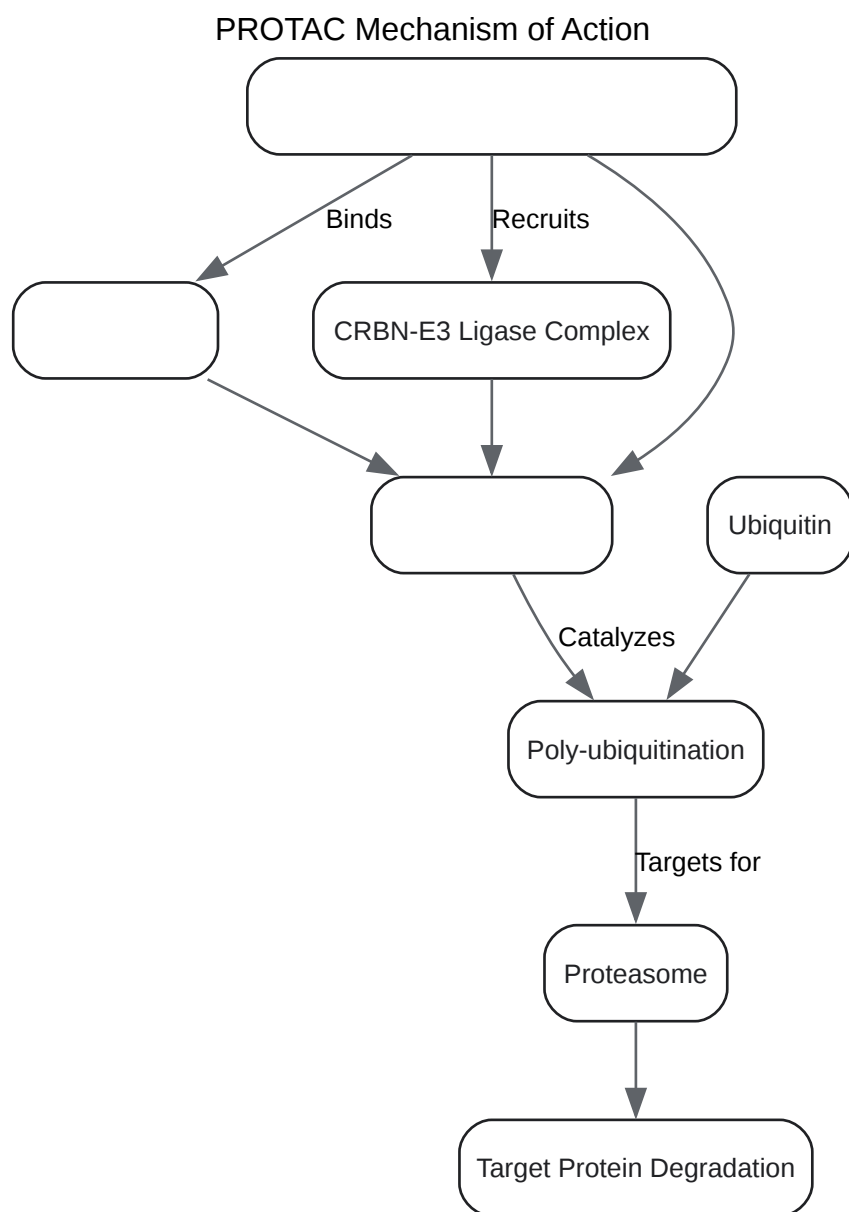 PROTAC Mechanism of Action
Binds
Recruits
CRBN-E3 Ligase Complex
Ubiquitin
Catalyzes
Poly-ubiquitination
Targets for
Proteasome
Target Protein Degradation